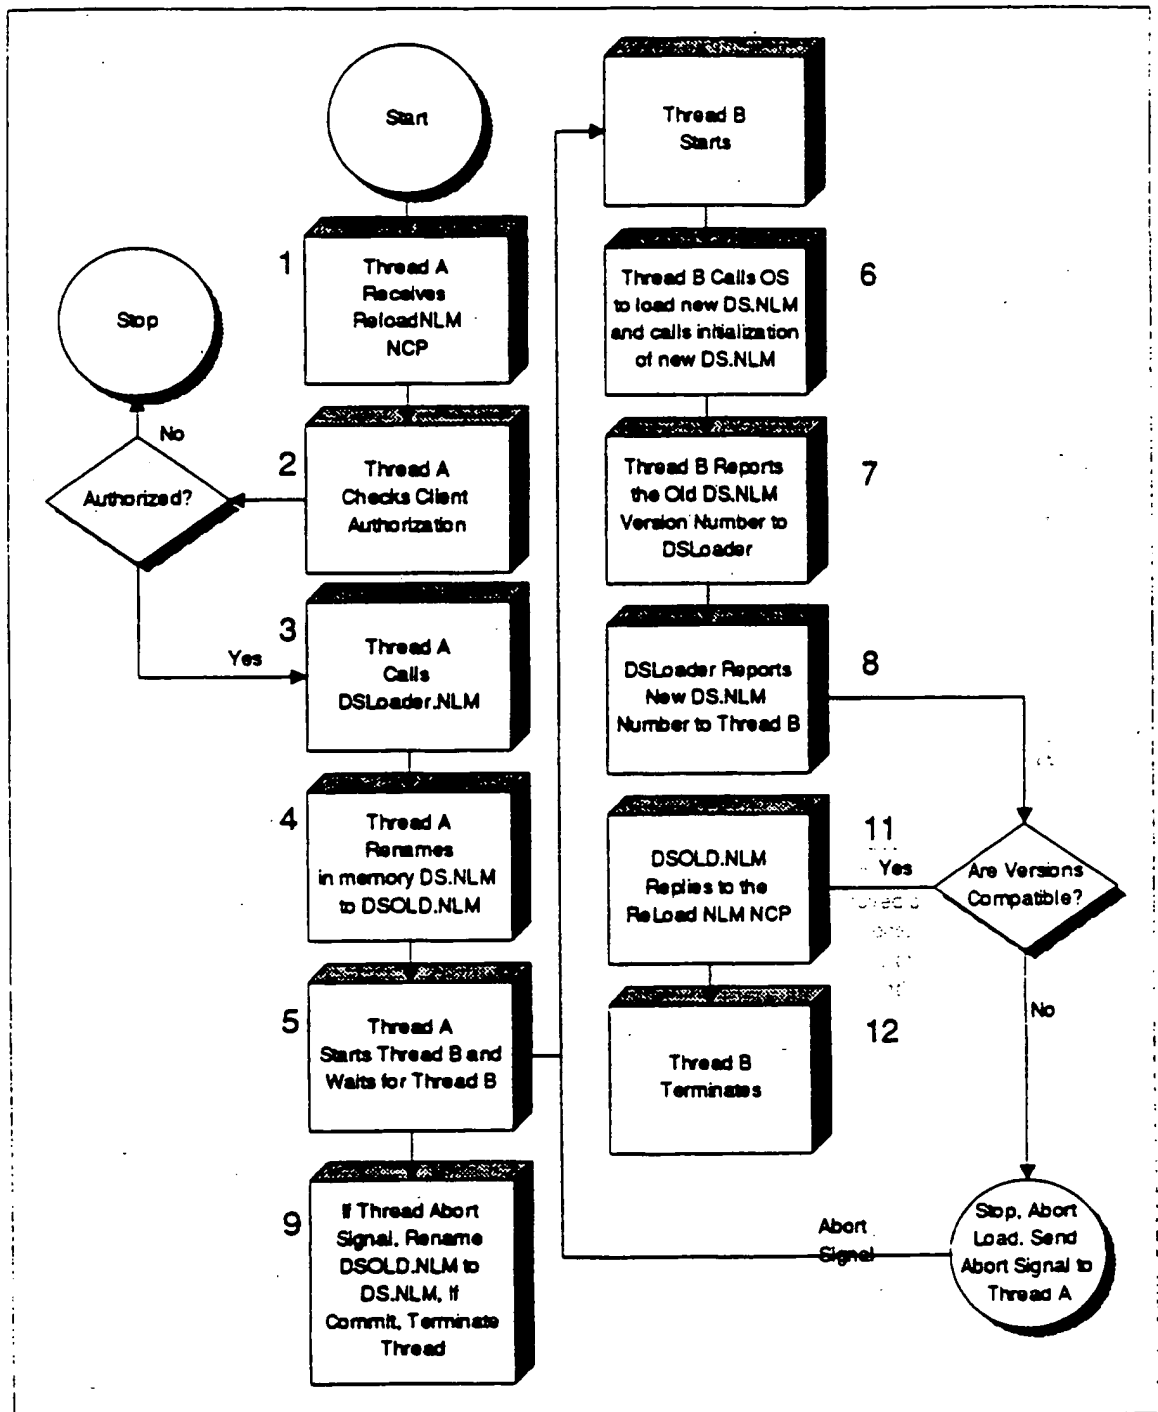 Start
1
Thread A
Receives
ReloadNLM
NCP
Stop
No
2
Thread A
Checks Client
Authorization
Authorized?
Yes
3
Thread A
Calls
DSLoader.NLM
4
Thread A
Renames
in memory DS.NLM
to DSOLD.NLM
5
Thread A
Starts Thread B and
Waits for Thread B
9
If Thread Abort
Signal, Rename
DSOLD.NLM to
DS.NLM, If
Commit, Terminate
Thread
Thread B
Starts
6
Thread B Calls OS
to load new DS.NLM
and calls initialization
of new DS.NLM
7
Thread B Reports
the Old DS.NLM
Version Number to
DSLoader
8
DSLoader Reports
New DS.NLM
Number to Thread B
11
Yes
Are Versions
Compatible?
DSOLD.NLM
Replies to the
ReLoad NLM NCP
No
12
Thread B
Terminates
Abort
Signal
Stop, Abort
Load. Send
Abort Signal to
Thread A